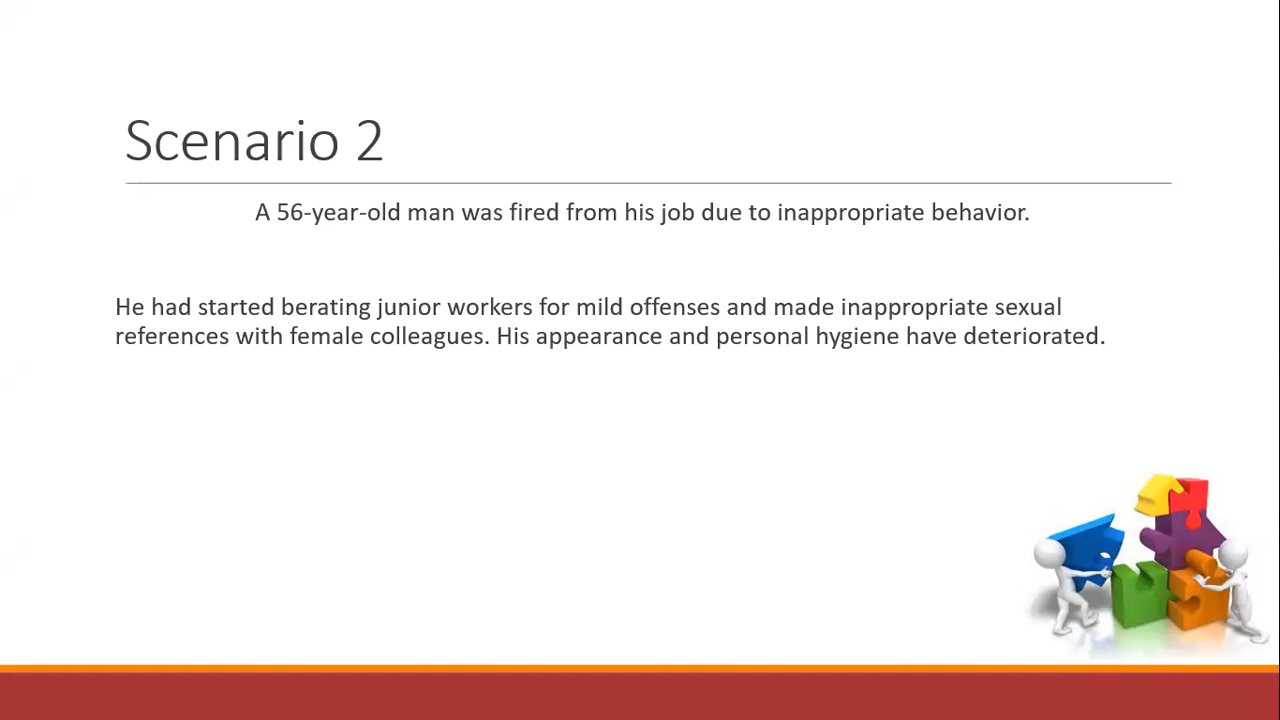 Scenario 2
A 56-year-old man was fired from his job due to inappropriate behavior.
He had started berating junior workers for mild offenses and made inappropriate sexual
references with female colleagues. His appearance and personal hygiene have deteriorated.